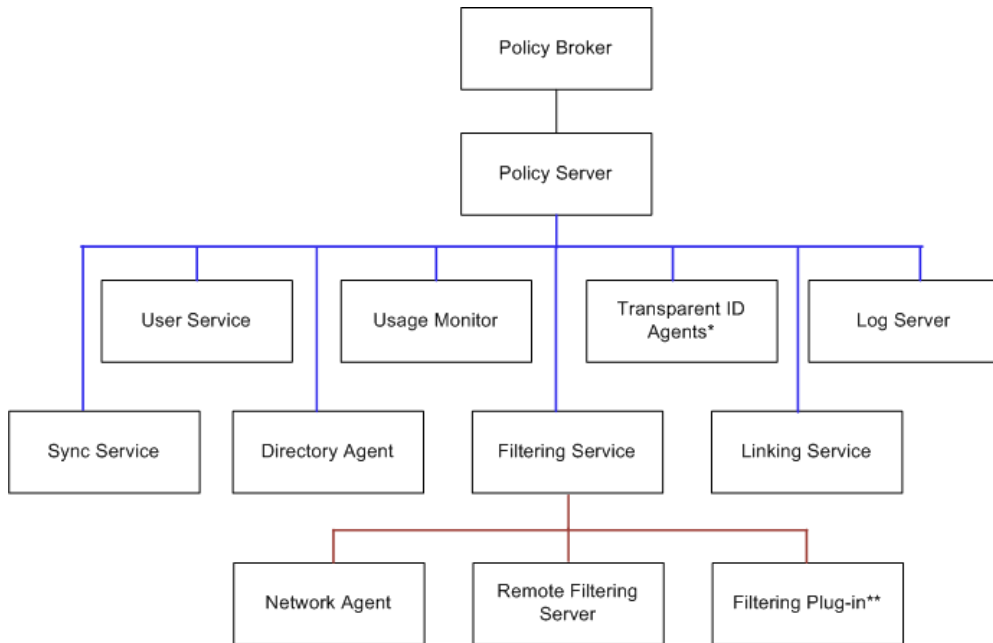 Policy Broker
Policy Server
User Service
Usage Monitor
Transparent ID
Agents*
Log Server
Sync Service
Directory Agent
Filtering Service
Linking Service
Network Agent
Remote Filtering
Server
Filtering Plug-in**